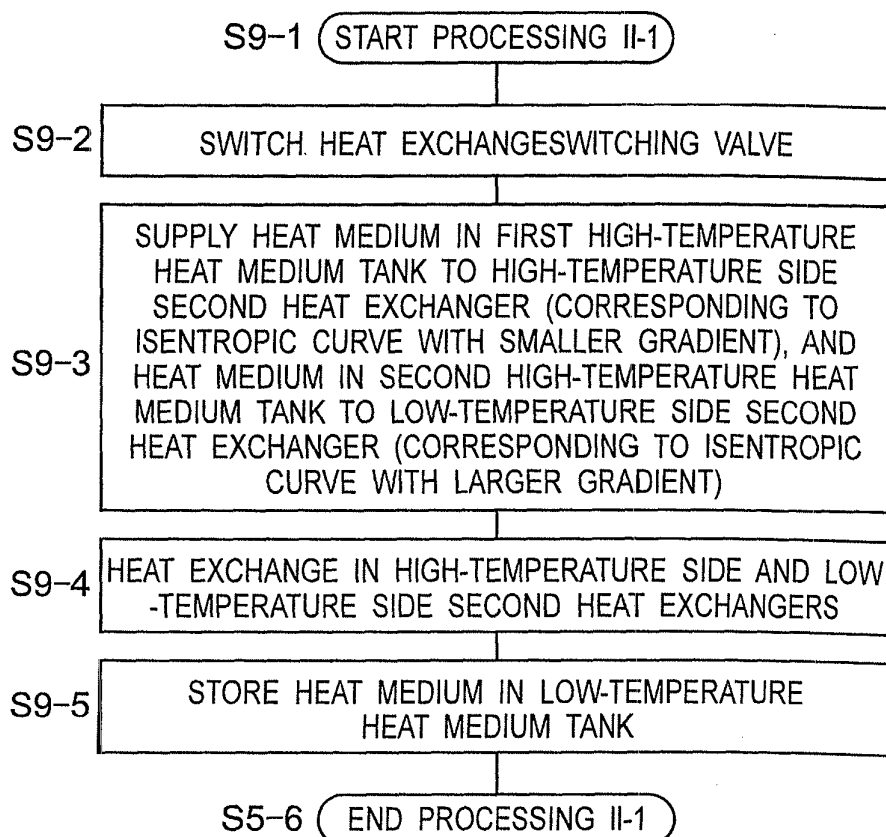 S9-1 START PROCESSING II-1
S9-2 SWITCH. HEAT EXCHANGESWITCHING VALVE
SUPPLY HEAT MEDIUM IN FIRST HIGH-TEMPERATURE
HEAT MEDIUM TANK TO HIGH-TEMPERATURE SIDE
SECOND HEAT EXCHANGER (CORRESPONDING TO
ISENTROPIC CURVE WITH SMALLER GRADIENT), AND
S9-3 HEAT MEDIUM IN SECOND HIGH-TEMPERATURE HEAT
MEDIUM TANK TO LOW-TEMPERATURE SIDE SECOND
HEAT EXCHANGER (CORRESPONDING TO ISENTROPIC
CURVE WITH LARGER GRADIENT)
S9-4 HEAT EXCHANGE IN HIGH-TEMPERATURE SIDE AND LOW
-TEMPERATURE SIDE SECOND HEAT EXCHANGERS
S9-5 STORE HEAT MEDIUM IN LOW-TEMPERATURE
HEAT MEDIUM TANK
S5-6 END PROCESSING II-1